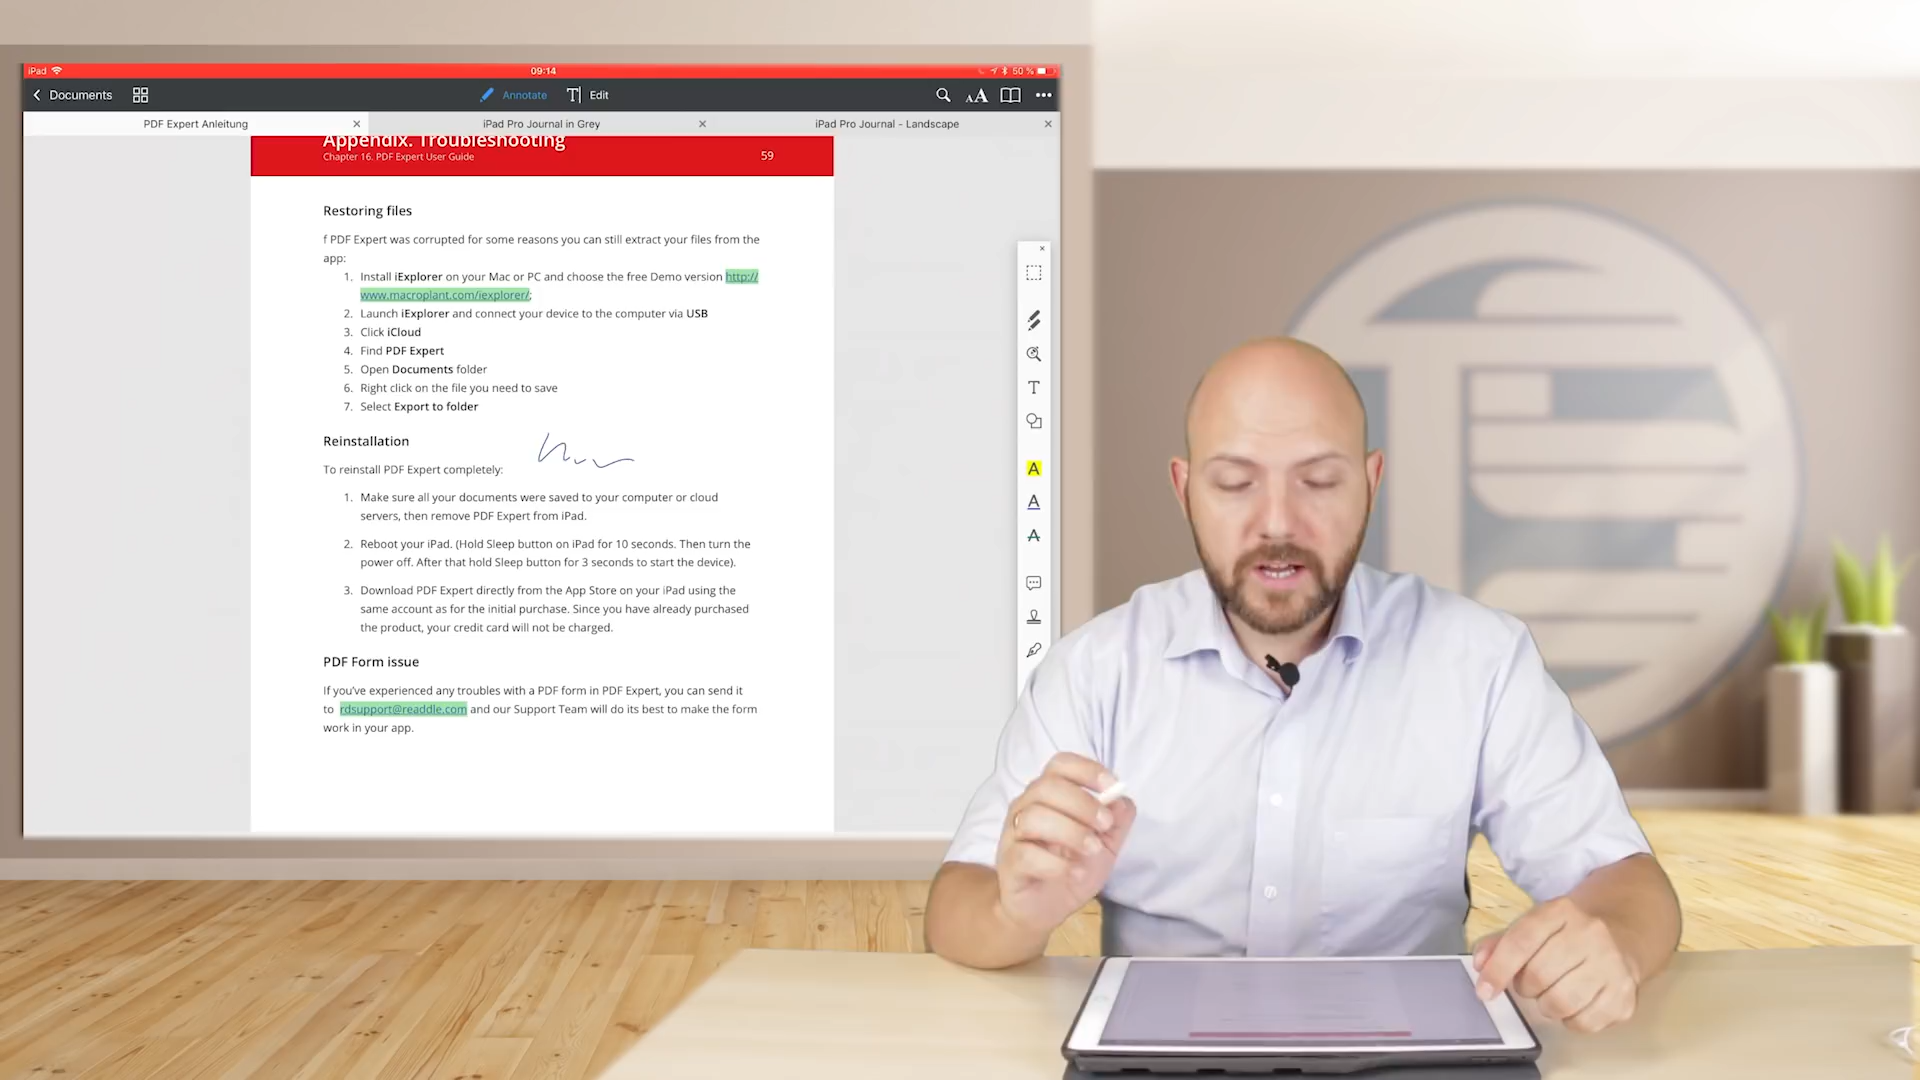 iPad 09:14 50 %
Documents Annotate Edit
PDF Expert Anleitung iPad Pro Journal in Grey iPad Pro Journal - Landscape
Appendix. Troubleshooting
Chapter 16. PDF Expert User Guide 59
Restoring files
f PDF Expert was corrupted for some reasons you can still extract your files from the
app:
1. Install iExplorer on your Mac or PC and choose the free Demo version http://
www.macroplant.com/iexplorer/;
2. Launch iExplorer and connect your device to the computer via USB
3. Click iCloud
4. Find PDF Expert
5. Open Documents folder
6. Right click on the file you need to save
7. Select Export to folder
Reinstallation
To reinstall PDF Expert completely:
1. Make sure all your documents were saved to your computer or cloud
servers, then remove PDF Expert from iPad.
2. Reboot your iPad. (Hold Sleep button on iPad for 10 seconds. Then turn the
power off. After that hold Sleep button for 3 seconds to start the device).
3. Download PDF Expert directly from the App Store on your iPad using the
same account as for the initial purchase. Since you have already purchased
the product, your credit card will not be charged.
PDF Form issue
If you've experienced any troubles with a PDF form in PDF Expert, you can send it
to rdsupport@readdle.com and our Support Team will do its best to make the form
work in your app.